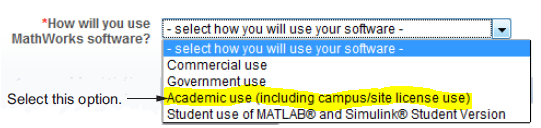 *How will you use
MathWorks software?
- select how you will use your software -
- select how you will use your software -
Commercial use
Government use
Select this option.
Academic use (including campus/site license use)
Student use of MATLAB® and Simulink® Student Version